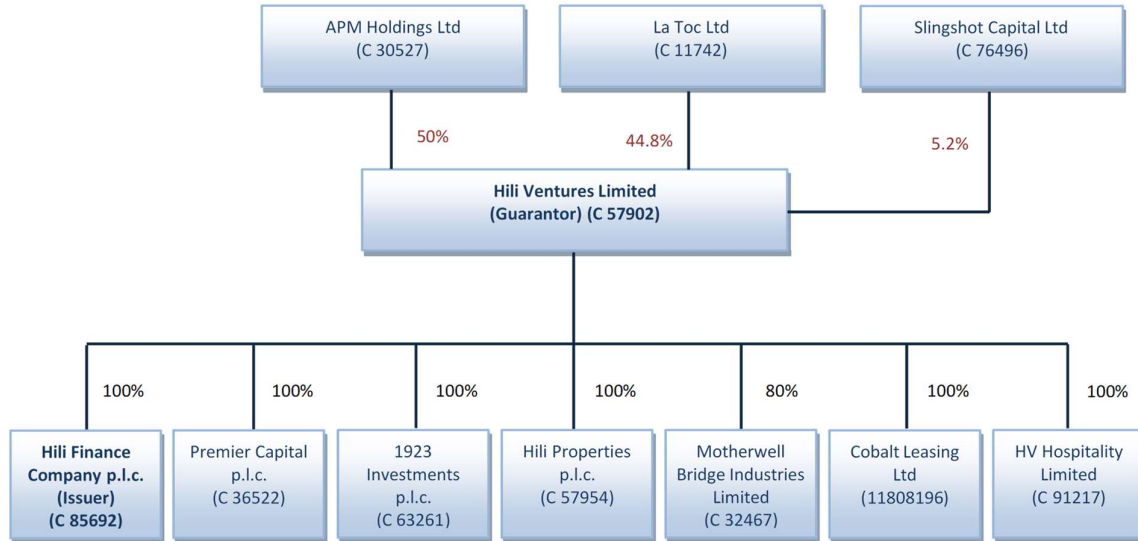 APM Holdings Ltd
(C 30527)
La Toc Ltd
(C 11742)
Slingshot Capital Ltd
(C 76496)
50%
44.8%
5.2%
Hili Ventures Limited
(Guarantor) (C 57902)
100%
100%
100%
100%
80%
100%
100%
Hili Finance
Company p.l.c.
(Issuer)
(C 85692)
Premier Capital
p.l.c.
(C 36522)
1923
Investments
p.l.c.
(C 63261)
Hili Properties
p.l.c.
(C 57954)
Motherwell
Bridge Industries
Limited
(C 32467)
Cobalt Leasing
Ltd
(11808196)
HV Hospitality
Limited
(C 91217)